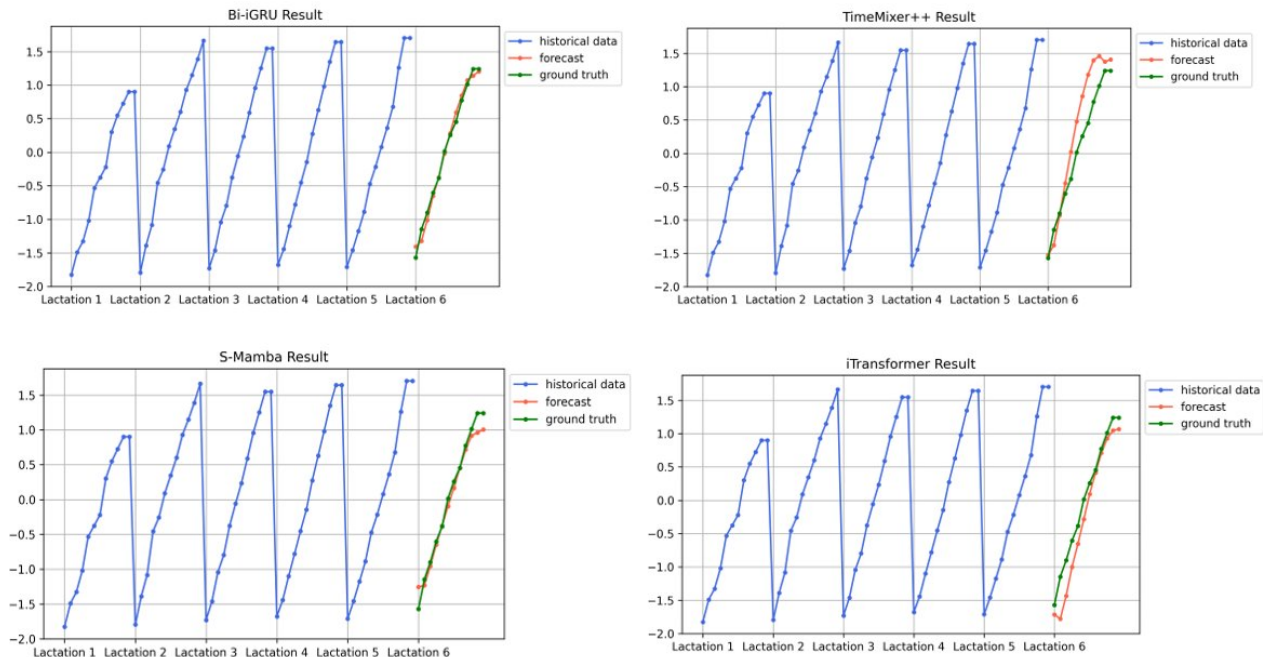 Bi-iGRU Result
1.5
1.0
0.5
0.0
−0.5
−1.0
−1.5
−2.0
Lactation 1 Lactation 2 Lactation 3 Lactation 4 Lactation 5 Lactation 6
historical data
forecast
ground truth
TimeMixer++ Result
1.5
1.0
0.5
0.0
−0.5
−1.0
−1.5
−2.0
Lactation 1 Lactation 2 Lactation 3 Lactation 4 Lactation 5 Lactation 6
historical data
forecast
ground truth
S-Mamba Result
1.5
1.0
0.5
0.0
−0.5
−1.0
−1.5
−2.0
Lactation 1 Lactation 2 Lactation 3 Lactation 4 Lactation 5 Lactation 6
historical data
forecast
ground truth
iTransformer Result
1.5
1.0
0.5
0.0
−0.5
−1.0
−1.5
−2.0
Lactation 1 Lactation 2 Lactation 3 Lactation 4 Lactation 5 Lactation 6
historical data
forecast
ground truth